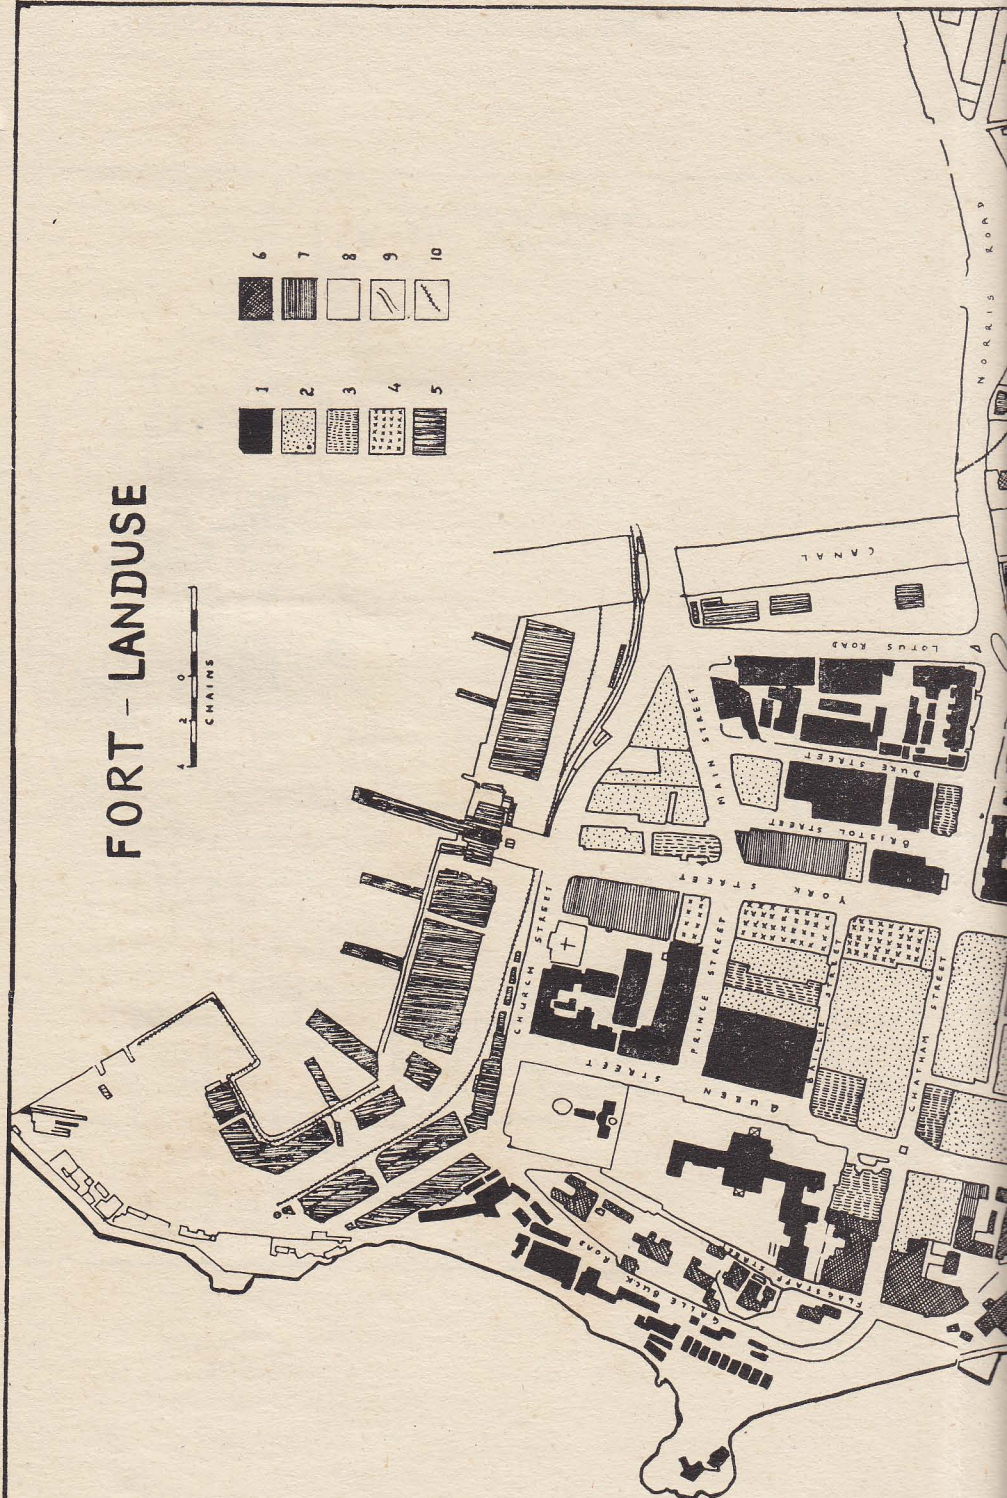 FORT - LANDUSE
4 2 0
CHAINS
1
2
3
4
5
6
7
8
9
10
NORRIS ROAD
CANAL
LOTUS ROAD
MAIN STREET
DUKE STREET
BRISTOL STREET
YORK STREET
CHURCH STREET
PRINCE STREET
BAILLIE STREET
CHATHAM STREET
QUEEN STREET
FLAGSTAFF STREET
GALLE BUCK ROAD